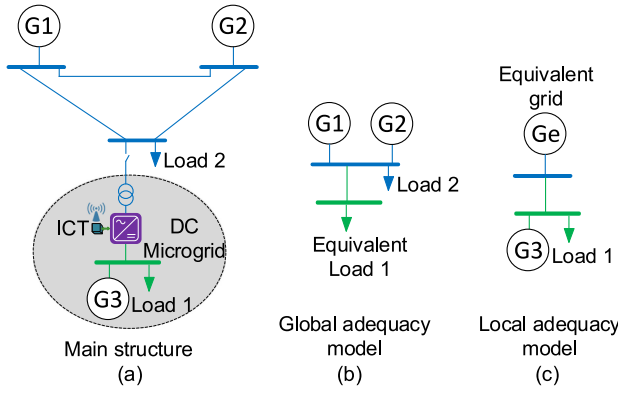 G1
G2
Load 2
ICT
DC
Microgrid
G3
Load 1
Main structure
(a)
G1
G2
Load 2
Equivalent
Load 1
Global adequacy
model
(b)
Equivalent
grid
Ge
G3
Load 1
Local adequacy
model
(c)